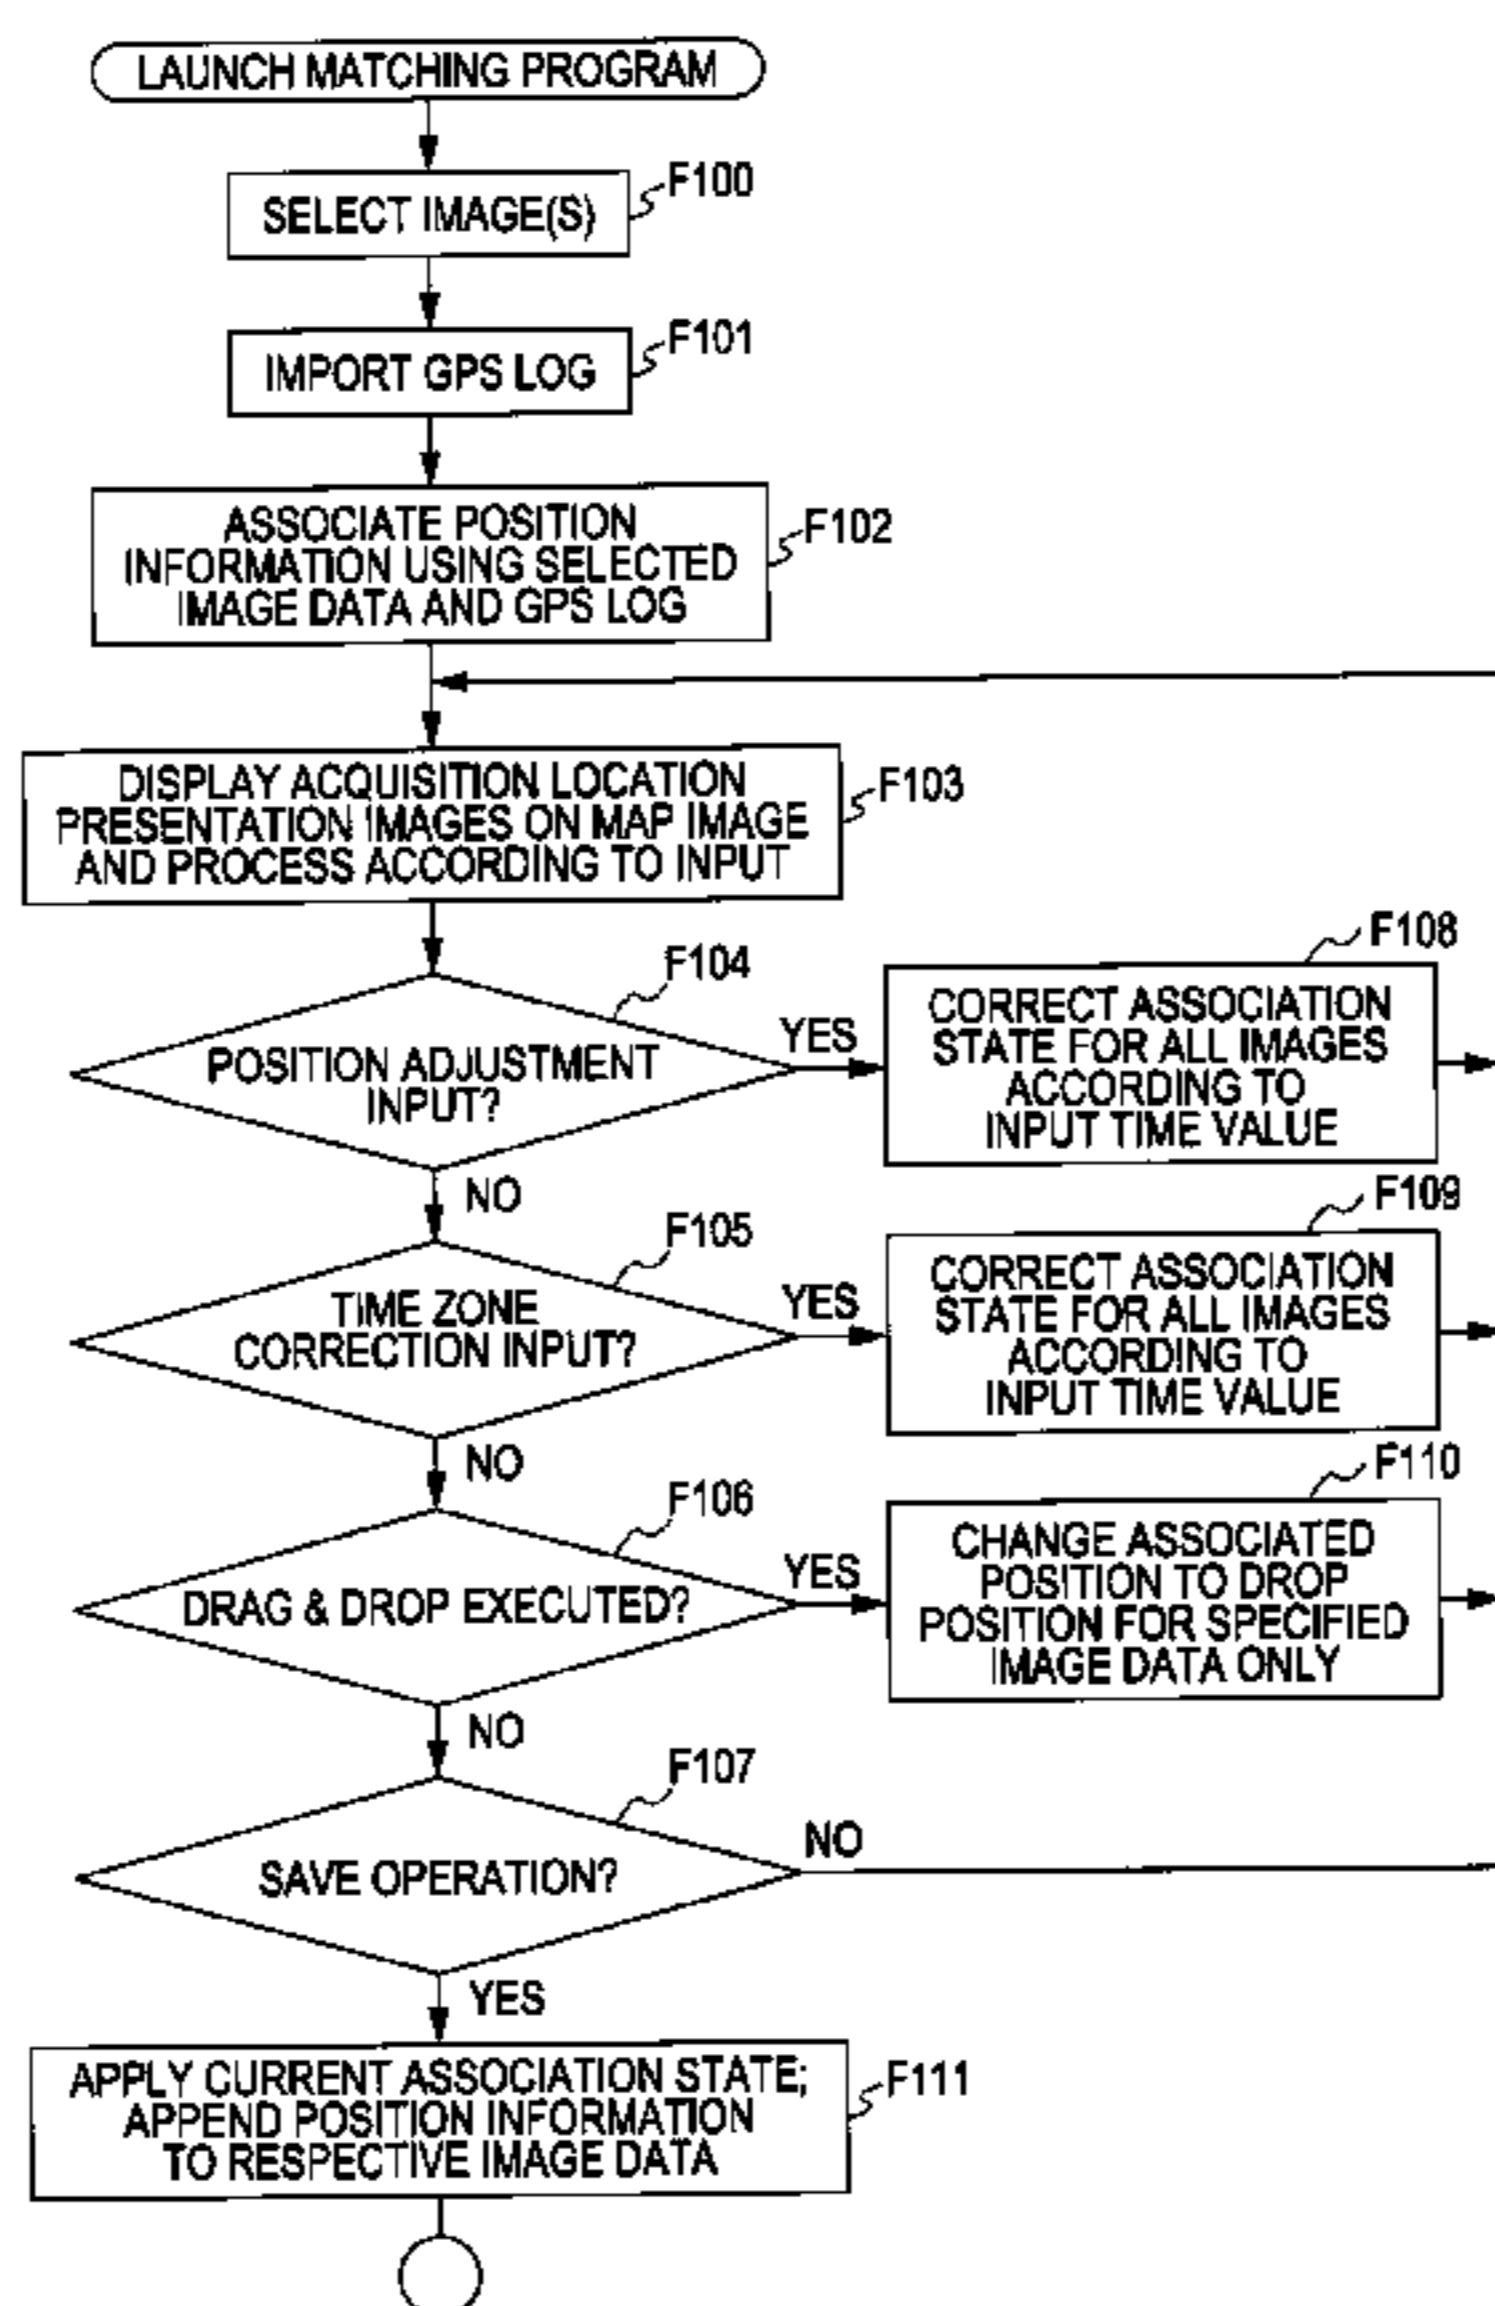 LAUNCH MATCHING PROGRAM
F100
SELECT IMAGE(S)
F101
IMPORT GPS LOG
F102
ASSOCIATE POSITION
INFORMATION USING SELECTED
IMAGE DATA AND GPS LOG
F103
DISPLAY ACQUISITION LOCATION
PRESENTATION IMAGES ON MAP IMAGE
AND PROCESS ACCORDING TO INPUT
F104
POSITION ADJUSTMENT
INPUT?
YES
NO
F108
CORRECT ASSOCIATION
STATE FOR ALL IMAGES
ACCORDING TO
INPUT TIME VALUE
F105
TIME ZONE
CORRECTION INPUT?
YES
NO
F109
CORRECT ASSOCIATION
STATE FOR ALL IMAGES
ACCORDING TO
INPUT TIME VALUE
F106
DRAG & DROP EXECUTED?
YES
NO
F110
CHANGE ASSOCIATED
POSITION TO DROP
POSITION FOR SPECIFIED
IMAGE DATA ONLY
F107
SAVE OPERATION?
NO
YES
F111
APPLY CURRENT ASSOCIATION STATE;
APPEND POSITION INFORMATION
TO RESPECTIVE IMAGE DATA